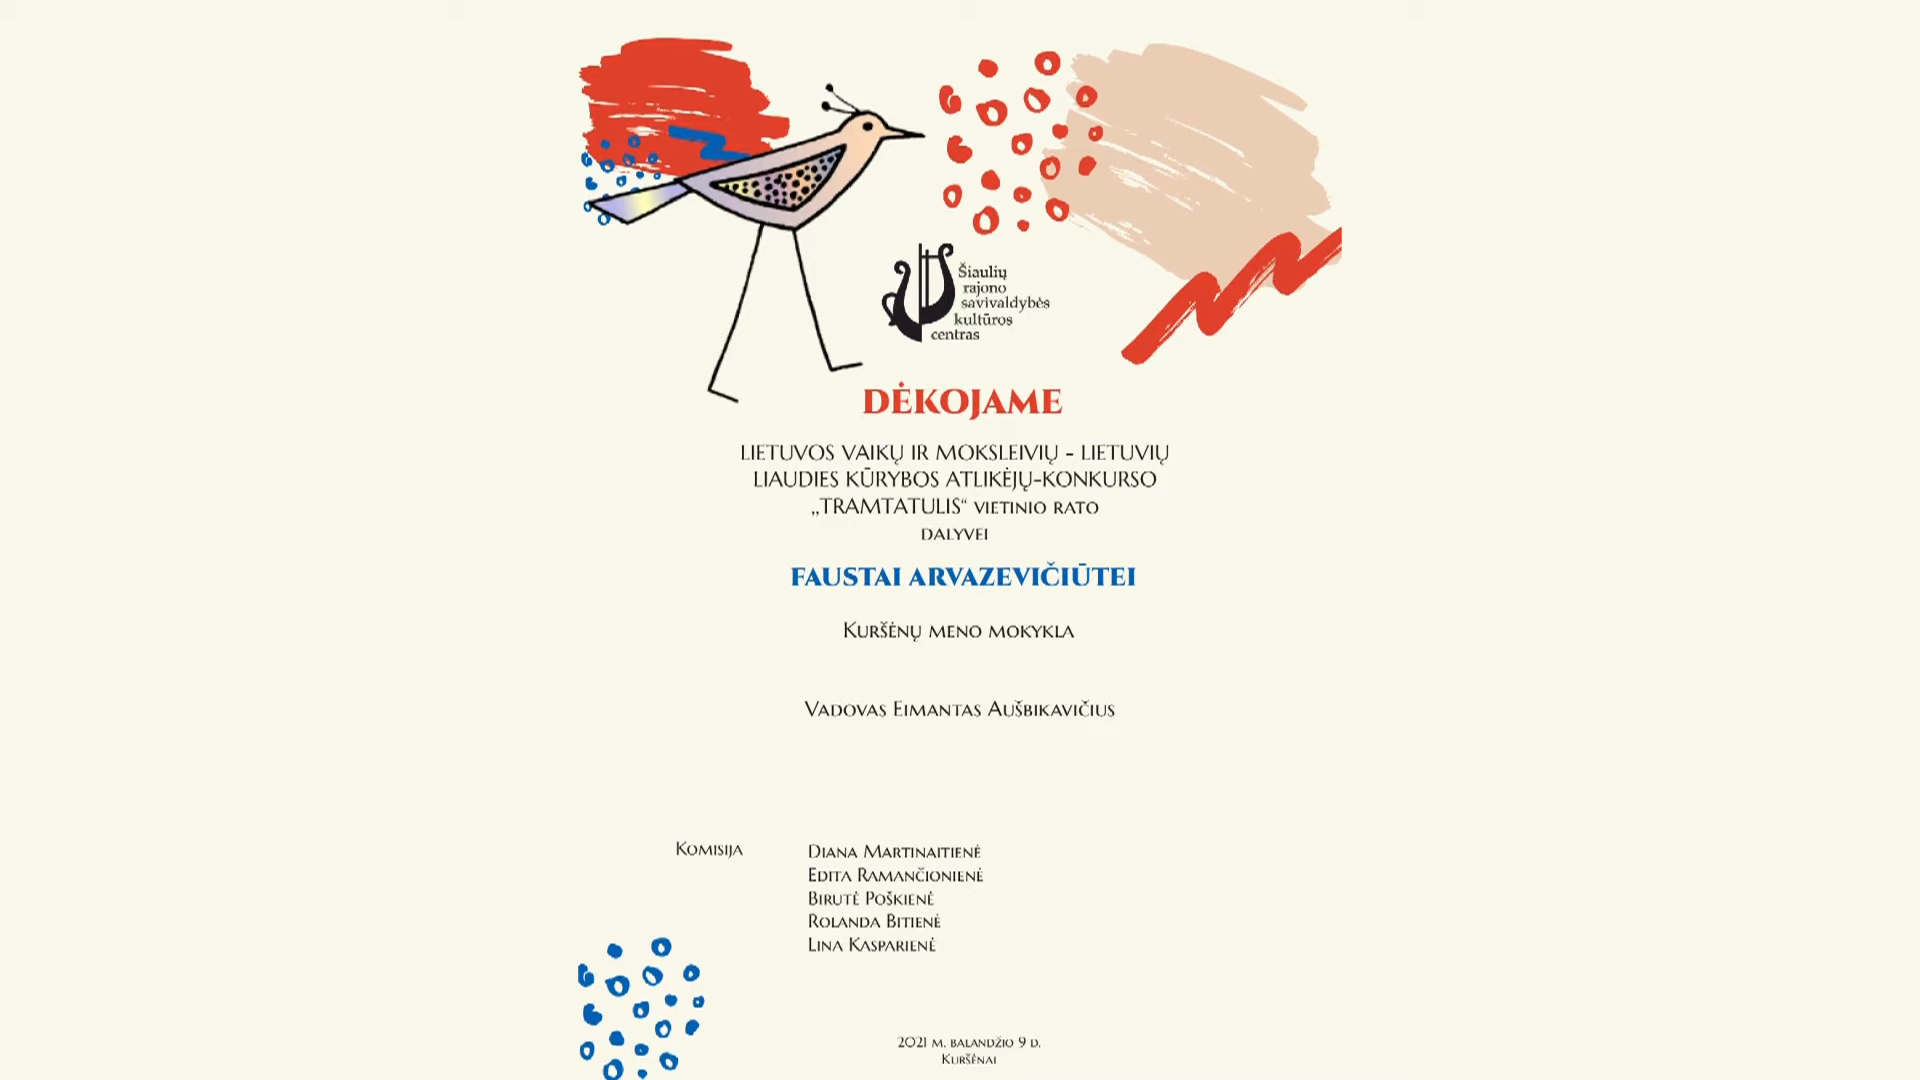 Šiaulių
rajono
savivaldybės
kultūros
centras
DĖKOJAME
LIETUVOS VAIKŲ IR MOKSLEIVIŲ - LIETUVIŲ
LIAUDIES KŪRYBOS ATLIKĖJŲ-KONKURSO
„TRAMTATULIS“ VIETINIO RATO
DALYVEI
FAUSTAI ARVAZEVIČIŪTEI
Kuršėnų meno mokykla
Vadovas Eimantas Aušbikavičius
Komisija
Diana Martinaitienė
Edita Ramančionienė
Birutė Poškienė
Rolanda Bitienė
Lina Kasparienė
2021 m. balandžio 9 d.
Kuršėnai